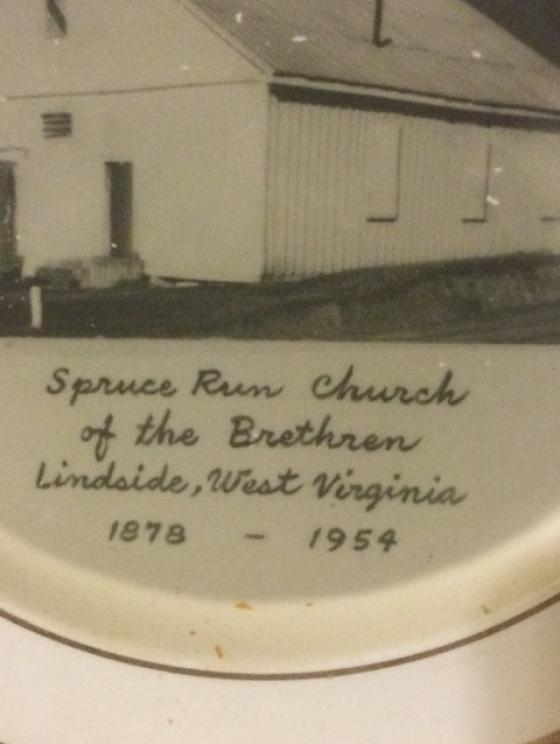 Spruce Run Church
of the Brethren
Lindside, West Virginia
1878 - 1954